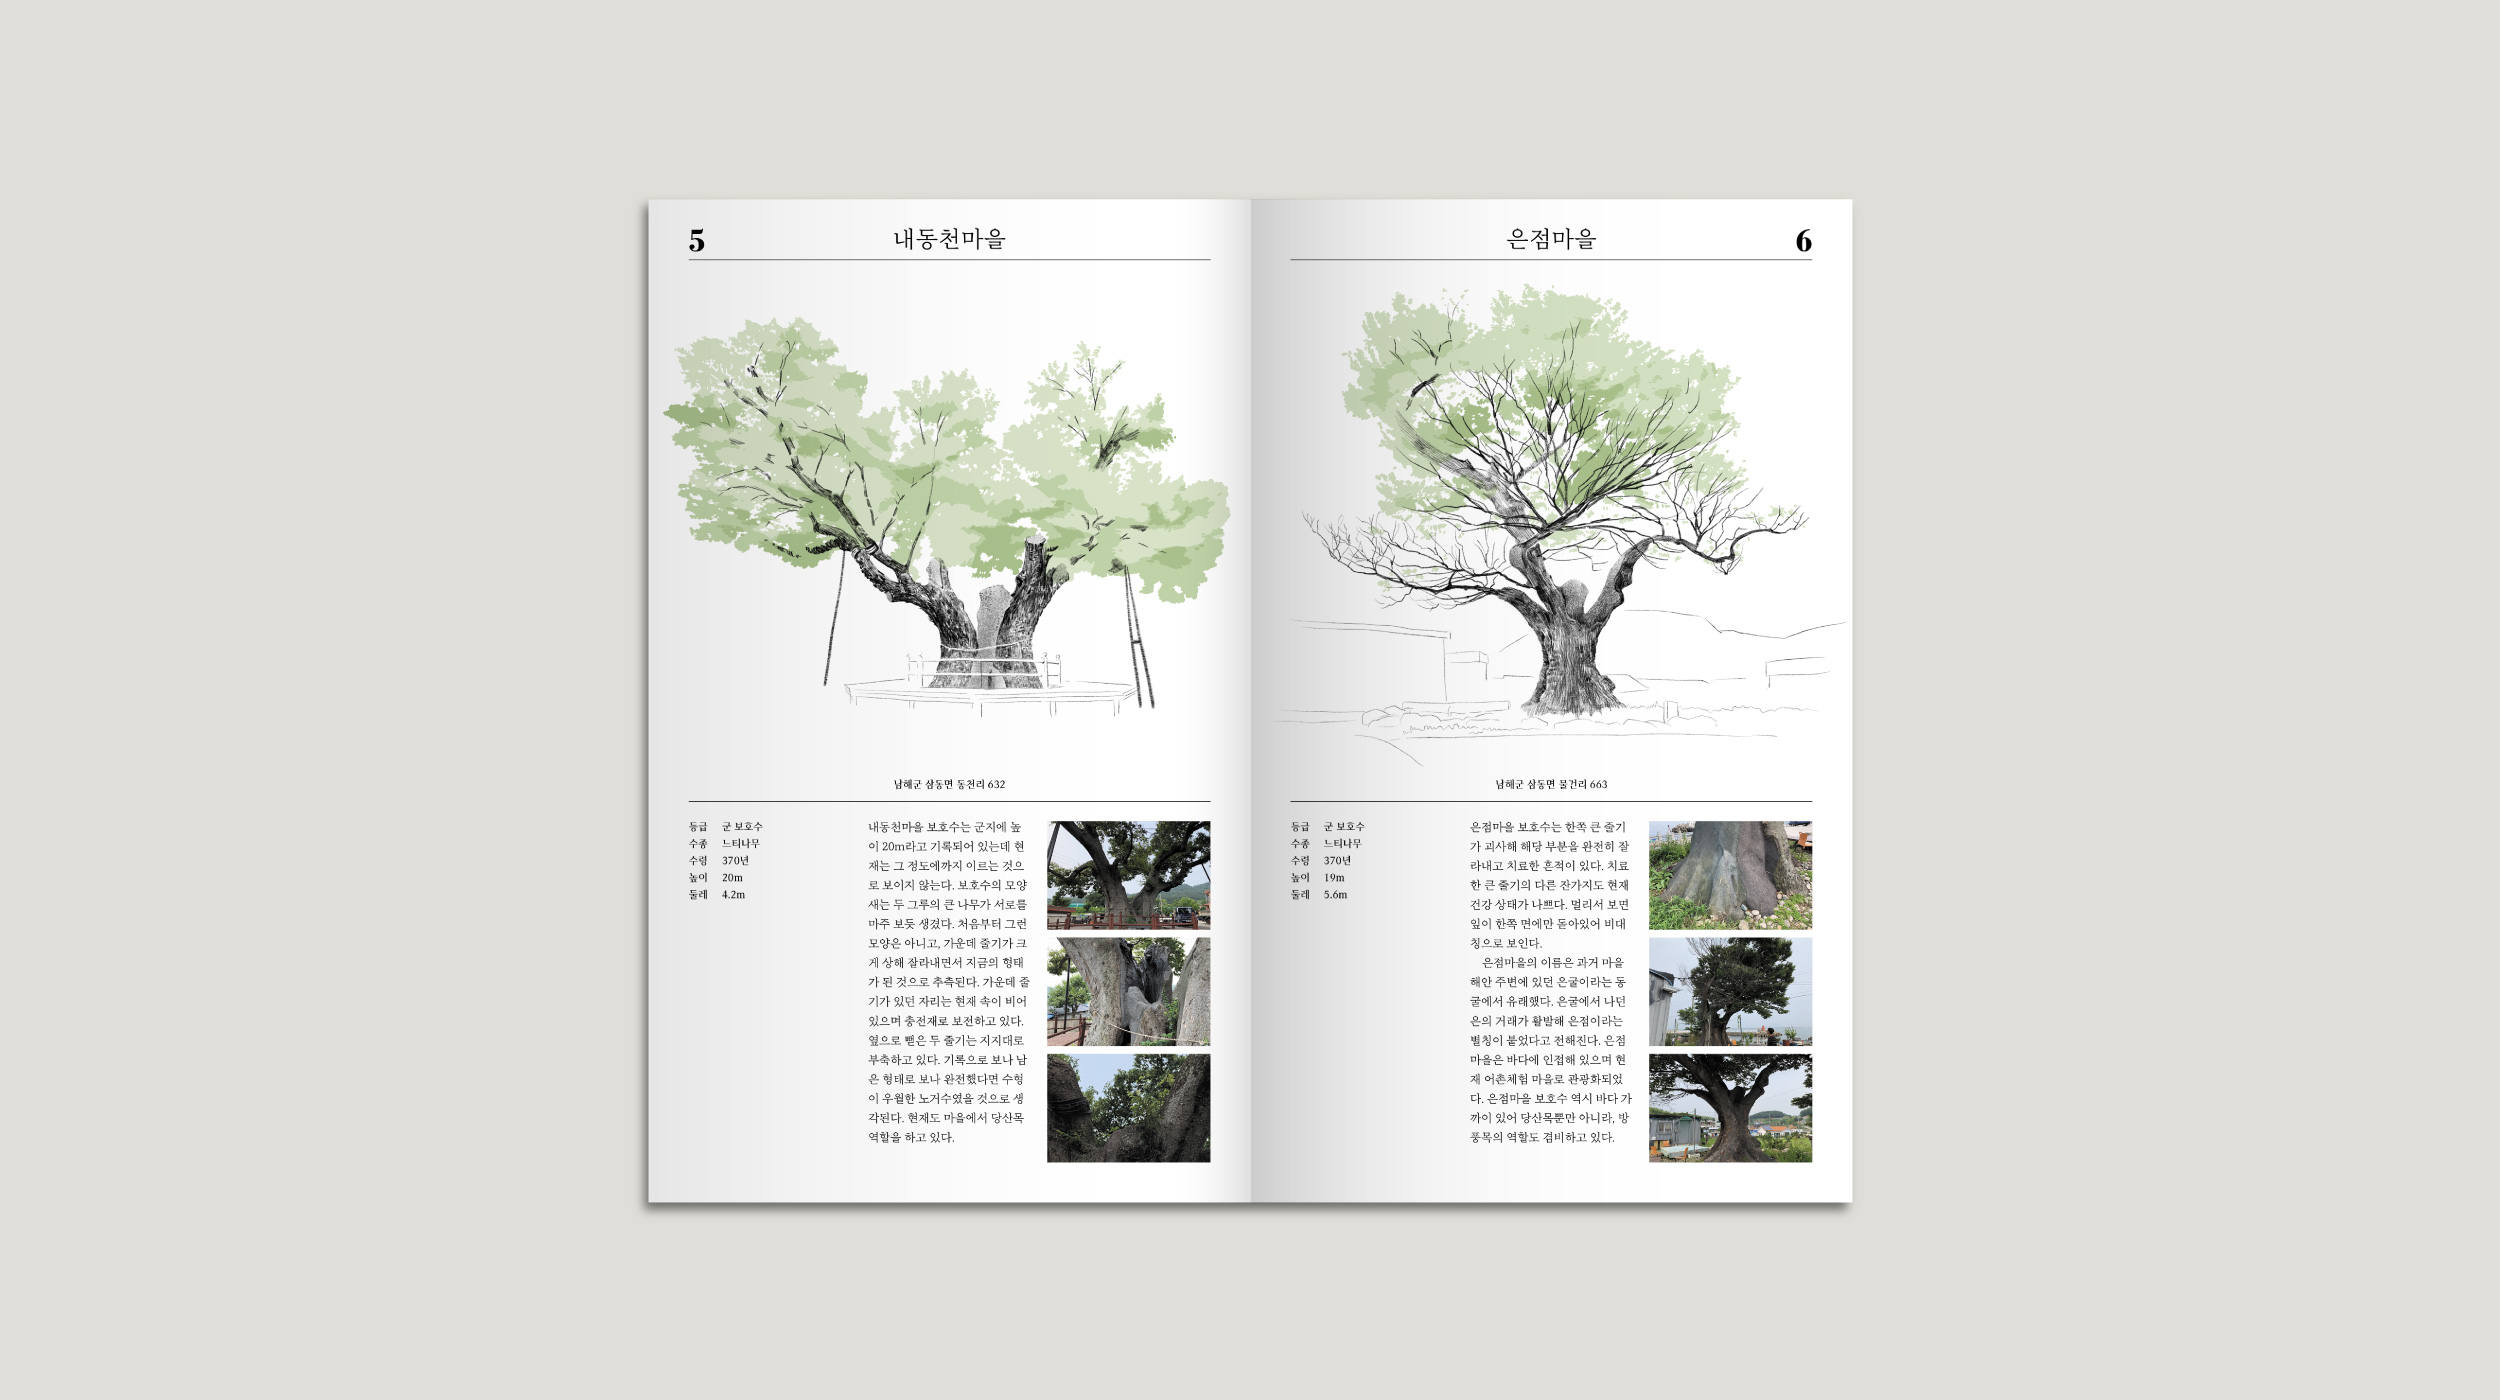 5
내동천마을
남해군 삼동면 동천리 632
등급 군 보호수
수종 느티나무
수령 370년
높이 20m
둘레 4.2m
내동천마을 보호수는 군지에 높
이 20m라고 기록되어 있는데 현
재는 그 정도에까지 이르는 것으
로 보이지 않는다. 보호수의 모양
새는 두 그루의 큰 나무가 서로를
마주 보듯 생겼다. 처음부터 그런
모양은 아니고, 가운데 줄기가 크
게 상해 잘라내면서 지금의 형태
가 된 것으로 추측된다. 가운데 줄
기가 있던 자리는 현재 속이 비어
있으며 충전재로 보전하고 있다.
옆으로 뻗은 두 줄기는 지지대로
부축하고 있다. 기록으로 보나 남
은 형태로 보나 완전했다면 수형
이 우월한 노거수였을 것으로 생
각된다. 현재도 마을에서 당산목
역할을 하고 있다.
은점마을
6
남해군 삼동면 물건리 663
등급 군 보호수
수종 느티나무
수령 370년
높이 19m
둘레 5.6m
은점마을 보호수는 한쪽 큰 줄기
가 괴사해 해당 부분을 완전히 잘
라내고 치료한 흔적이 있다. 치료
한 큰 줄기의 다른 잔가지도 현재
건강 상태가 나쁘다. 멀리서 보면
잎이 한쪽 면에만 돋아있어 비대
칭으로 보인다.
은점마을의 이름은 과거 마을
해안 주변에 있던 은굴이라는 동
굴에서 유래했다. 은굴에서 나던
은의 거래가 활발해 은점이라는
별칭이 붙었다고 전해진다. 은점
마을은 바다에 인접해 있으며 현
재 어촌체험 마을로 관광화되었
다. 은점마을 보호수 역시 바다 가
까이 있어 당산목뿐만 아니라, 방
풍목의 역할도 겸비하고 있다.